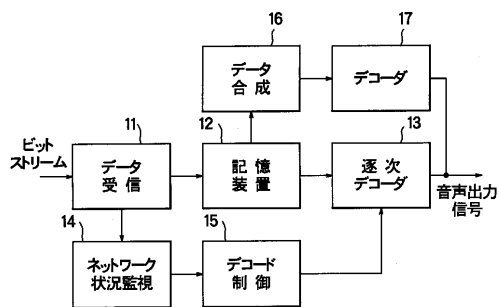 16
データ
合成
17
デコーダ
ビット
ストリーム
11
データ
受信
12
記憶
装置
13
逐次
デコーダ
音声出力
信号
14
ネットワーク
状況監視
15
デコード
制御